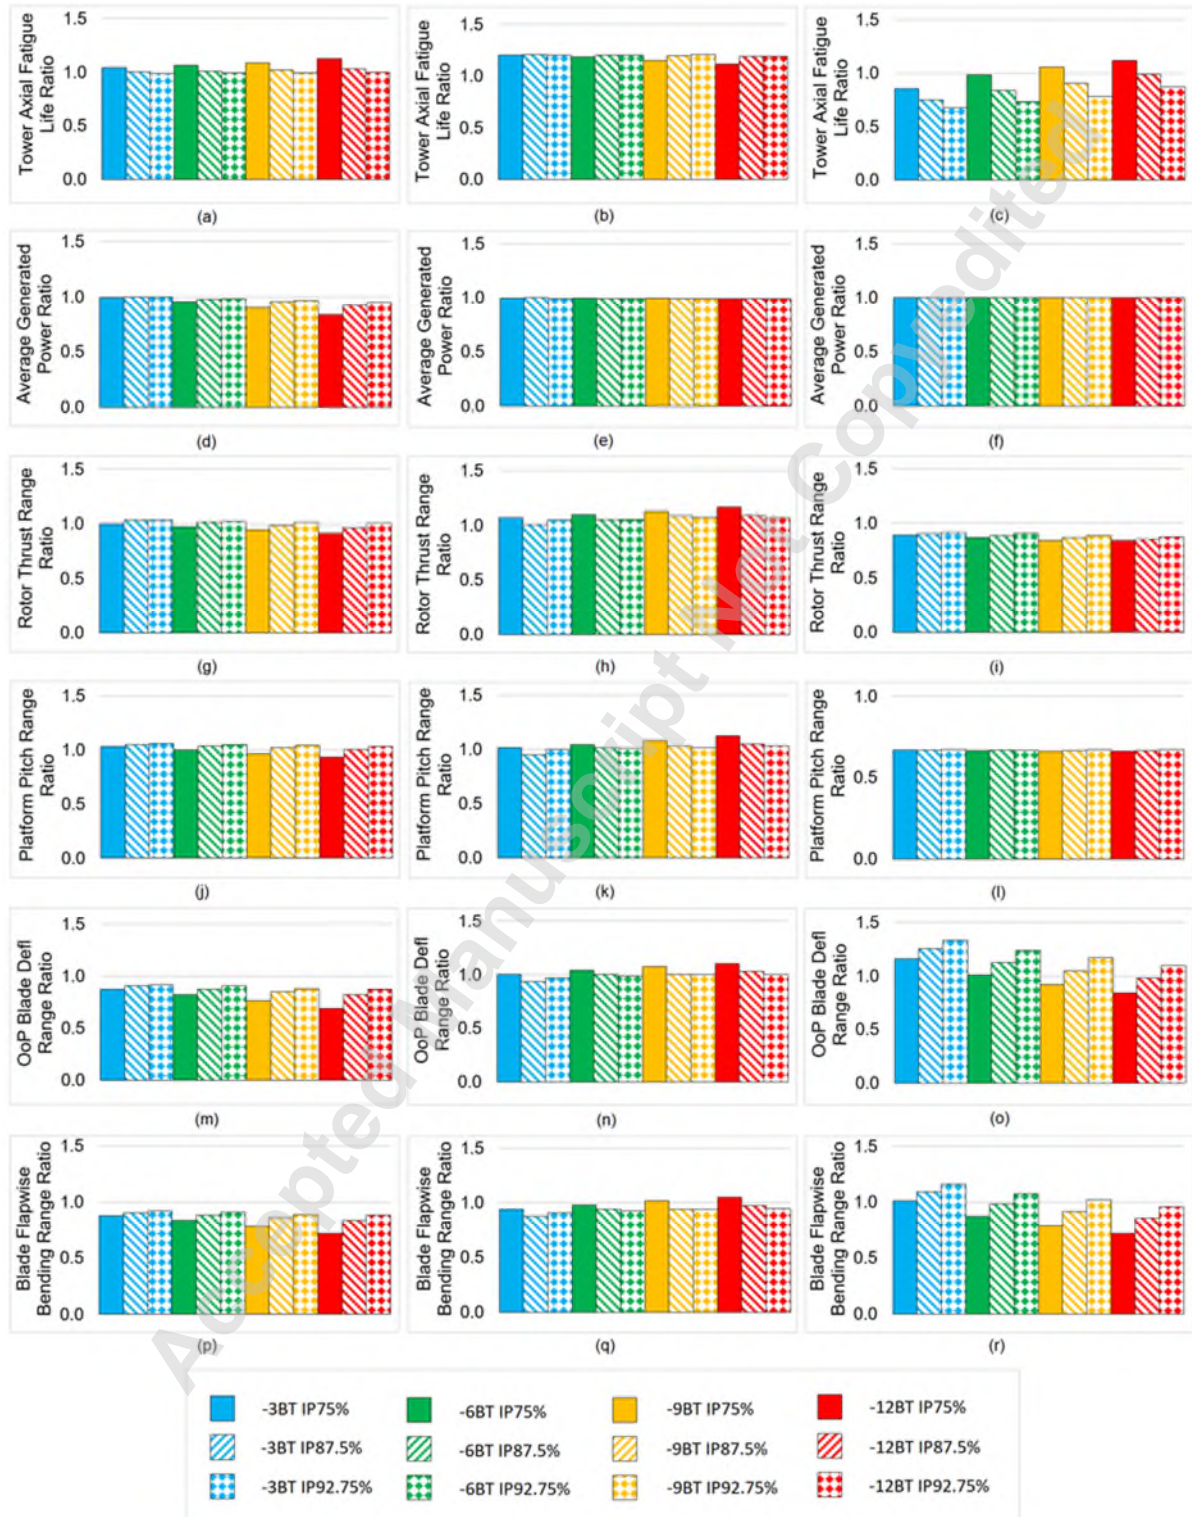 Tower Axial Fatigue
Life Ratio
1.5
1.0
0.5
0.0
(a)
Tower Axial Fatigue
Life Ratio
1.5
1.0
0.5
0.0
(b)
Tower Axial Fatigue
Life Ratio
1.5
1.0
0.5
0.0
(c)
Average Generated
Power Ratio
1.5
1.0
0.5
0.0
(d)
Average Generated
Power Ratio
1.5
1.0
0.5
0.0
(e)
Average Generated
Power Ratio
1.5
1.0
0.5
0.0
(f)
Rotor Thrust Range
Ratio
1.5
1.0
0.5
0.0
(g)
Rotor Thrust Range
Ratio
1.5
1.0
0.5
0.0
(h)
Rotor Thrust Range
Ratio
1.5
1.0
0.5
0.0
(i)
Platform Pitch Range
Ratio
1.5
1.0
0.5
0.0
(j)
Platform Pitch Range
Ratio
1.5
1.0
0.5
0.0
(k)
Platform Pitch Range
Ratio
1.0
0.5
0.0
(l)
OoP Blade Defl
Range Ratio
1.5
1.0
0.5
0.0
(m)
OoP Blade Defl
Range Ratio
1.5
1.0
0.5
0.0
(n)
OoP Blade Defl
Range Ratio
1.5
1.0
0.5
0.0
(o)
Blade Flapwise
Bending Range Ratio
1.5
1.0
0.5
0.0
(p)
Blade Flapwise
Bending Range Ratio
1.5
1.0
0.5
0.0
(q)
Blade Flapwise
Bending Range Ratio
1.5
1.0
0.5
0.0
(r)
-3BT IP75%
-6BT IP75%
-9BT IP75%
-12BT IP75%
-3BT IP87.5%
-6BT IP87.5%
-9BT IP87.5%
-12BT IP87.5%
-3BT IP92.75%
-6BT IP92.75%
-9BT IP92.75%
-12BT IP92.75%
Accepted Manuscript Not Copyedited